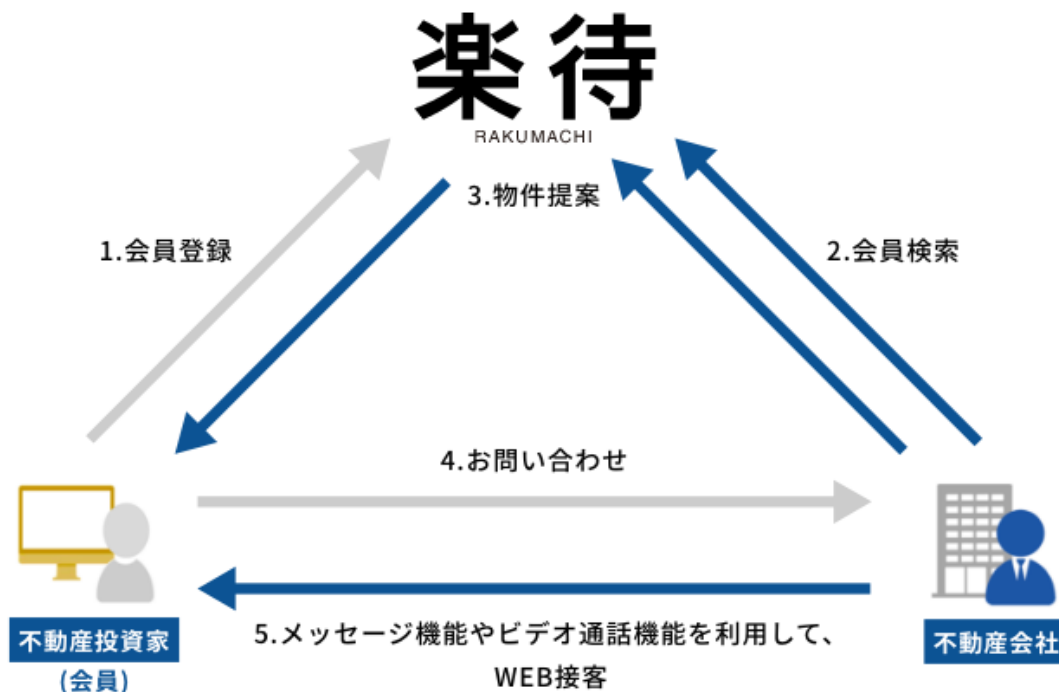 楽待
RAKUMACHI
3.物件提案
1.会員登録
2.会員検索
4.お問い合わせ
不動産投資家
(会員)
5.メッセージ機能やビデオ通話機能を利用して、
WEB接客
不動産会社